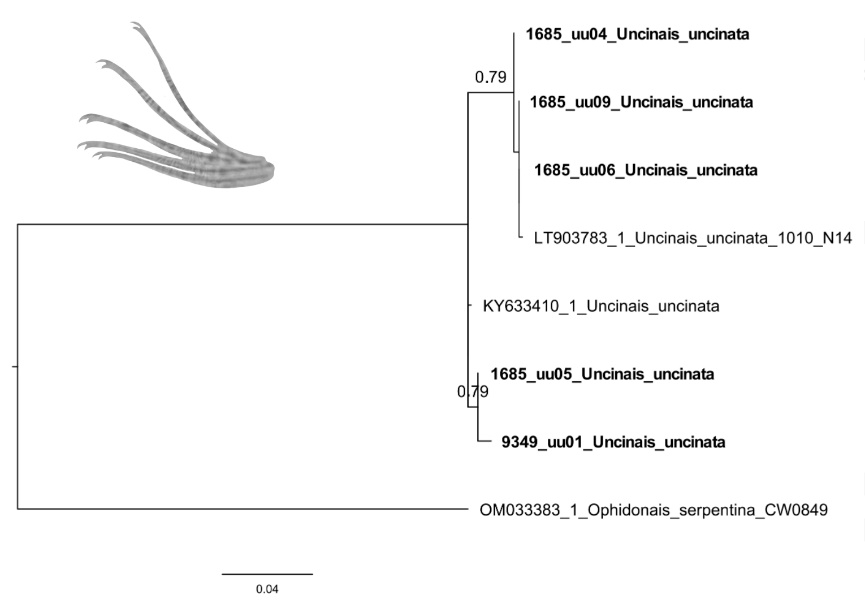 1685_uu04_Uncinais_uncinata
0.79
1685_uu09_Uncinais_uncinata
1685_uu06_Uncinais_uncinata
LT903783_1_Uncinais_uncinata_1010_N14
KY633410_1_Uncinais_uncinata
1685_uu05_Uncinais_uncinata
0.79
9349_uu01_Uncinais_uncinata
OM033383_1_Ophidonais_serpentina_CW0849
0.04